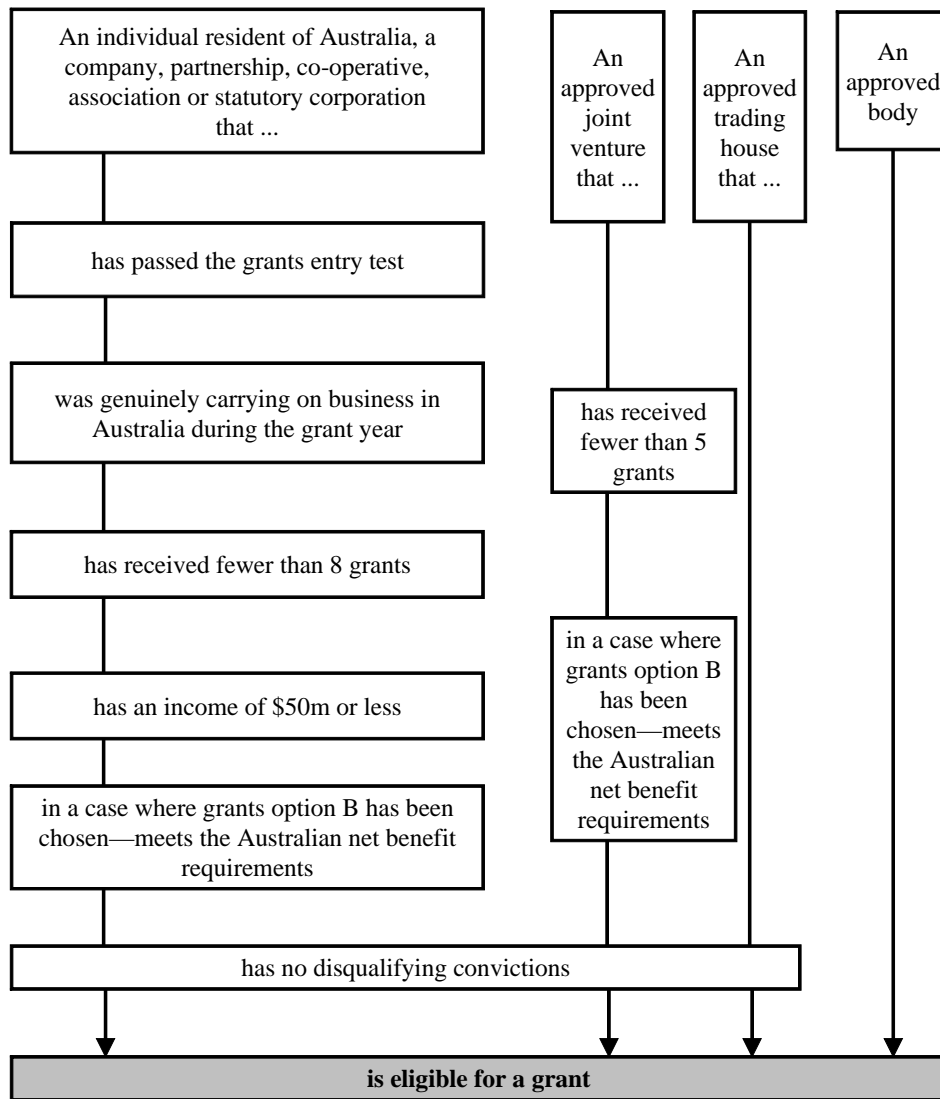 An individual resident of Australia, a
company, partnership, co-operative,
association or statutory corporation
that ...
has passed the grants entry test
was genuinely carrying on business in
Australia during the grant year
has received fewer than 8 grants
has an income of $50m or less
in a case where grants option B has been
chosen—meets the Australian net benefit
requirements
An
approved
joint
venture
that ...
has received
fewer than 5
grants
in a case where
grants option B
has been
chosen—meets
the Australian
net benefit
requirements
An
approved
trading
house
that ...
An
approved
body
has no disqualifying convictions
is eligible for a grant